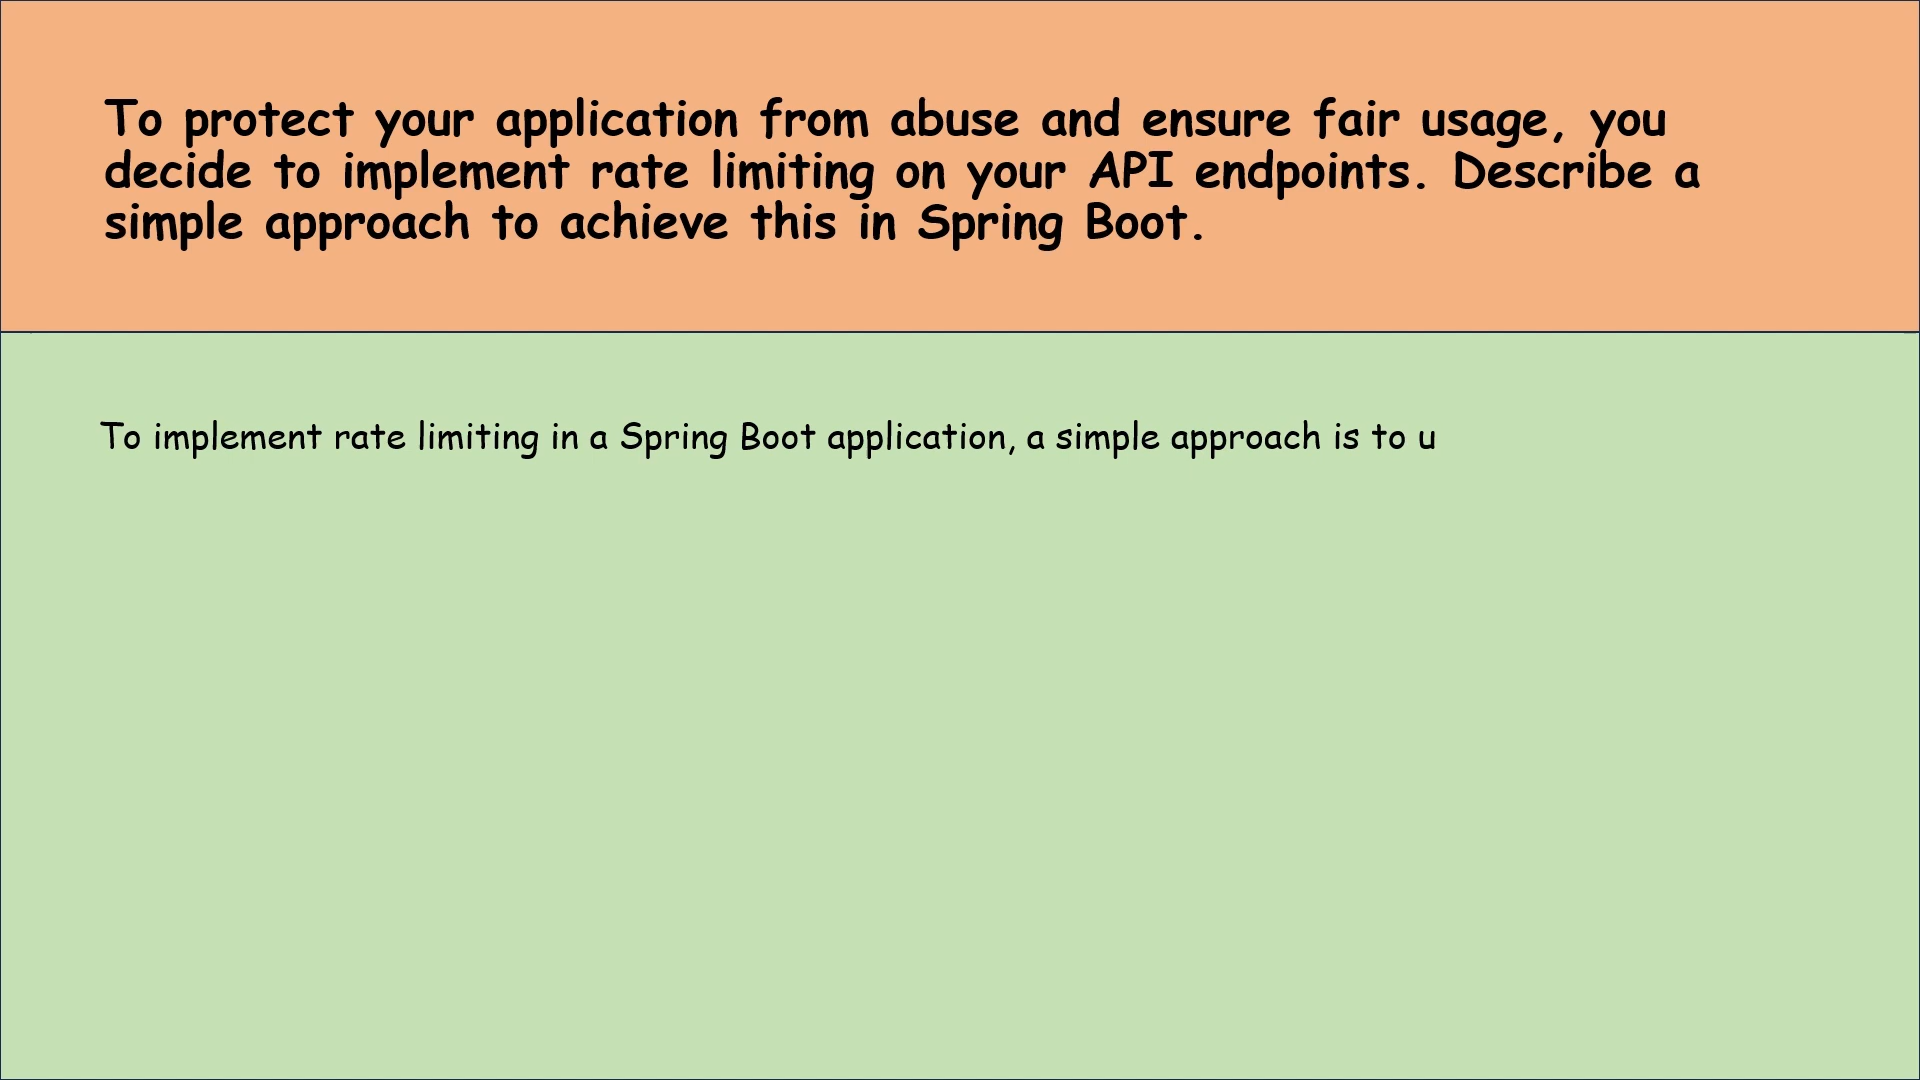 To protect your application from abuse and ensure fair usage, you
decide to implement rate limiting on your API endpoints. Describe a
simple approach to achieve this in Spring Boot.
To implement rate limiting in a Spring Boot application, a simple approach is to u